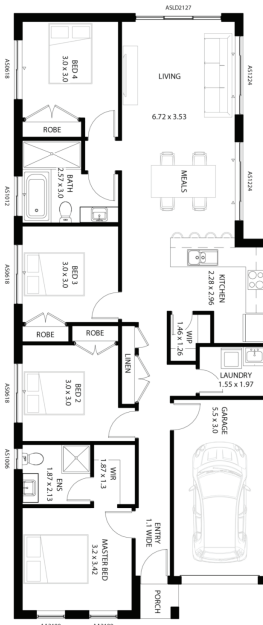 ASLD2127
AS0618
BED 4
3.0 x 3.0
LIVING
6.72 x 3.53
AS1224
ROBE
AS1012
BATH
2.57 x 3.0
MEALS
AS1224
AS0618
BED 3
3.0 x 3.0
KITCHEN
2.28 x 2.96
WIP
1.46 x 1.26
ROBE
ROBE
LINEN
LAUNDRY
1.55 x 1.97
AS0618
BED 2
3.0 x 3.0
GARAGE
5.5 x 3.0
AS1006
ENS
1.87 x 2.13
WIR
1.87 x 1.3
MASTER BED
3.2 x 3.42
ENTRY
1.1 WIDE
PORCH